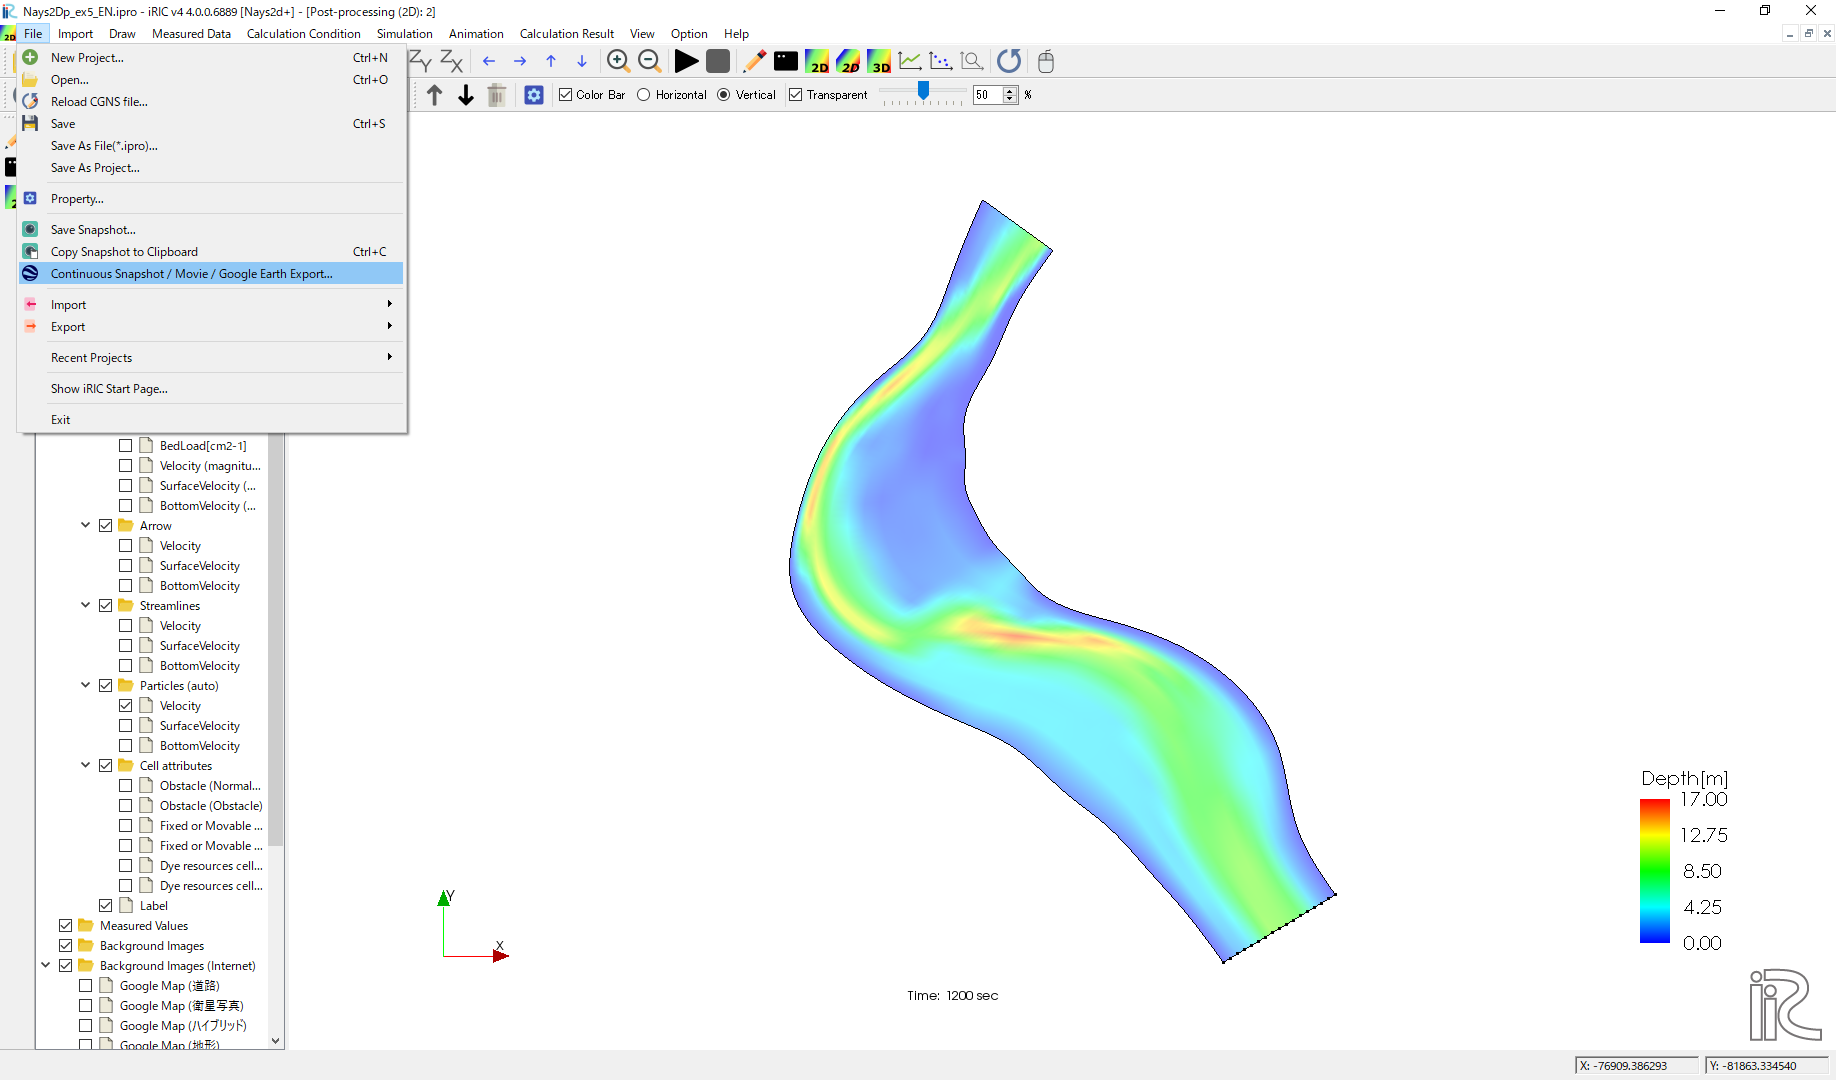 Nays2Dp_ex5_EN.ipro - iRIC v4 4.0.0.6889 [Nays2d+] - [Post-processing (2D): 2]
File Import Draw Measured Data Calculation Condition Simulation Animation Calculation Result View Option Help
New Project... Ctrl+N
Open... Ctrl+O
Reload CGNS file...
Save Ctrl+S
Save As File(*.ipro)...
Save As Project...
Property...
Save Snapshot...
Copy Snapshot to Clipboard Ctrl+C
Continuous Snapshot / Movie / Google Earth Export...
Import
Export
Recent Projects
Show iRIC Start Page...
Exit
ZY ZX 2D 2D 3D
Color Bar Horizontal Vertical Transparent 50 %
BedLoad[cm2-1]
Velocity (magnitu...
SurfaceVelocity (...
BottomVelocity (...
Arrow
Velocity
SurfaceVelocity
BottomVelocity
Streamlines
Velocity
SurfaceVelocity
BottomVelocity
Particles (auto)
Velocity
SurfaceVelocity
BottomVelocity
Cell attributes
Obstacle (Normal...
Obstacle (Obstacle)
Fixed or Movable ...
Fixed or Movable ...
Dye resources cell...
Dye resources cell...
Label
Measured Values
Background Images
Background Images (Internet)
Google Map (道路)
Google Map (衛星写真)
Google Map (ハイブリッド)
Google Map (地形)
Y
X
Time: 1200 sec
Depth[m]
17.00
12.75
8.50
4.25
0.00
iRIC
X: -76909.386293 Y: -81863.334540